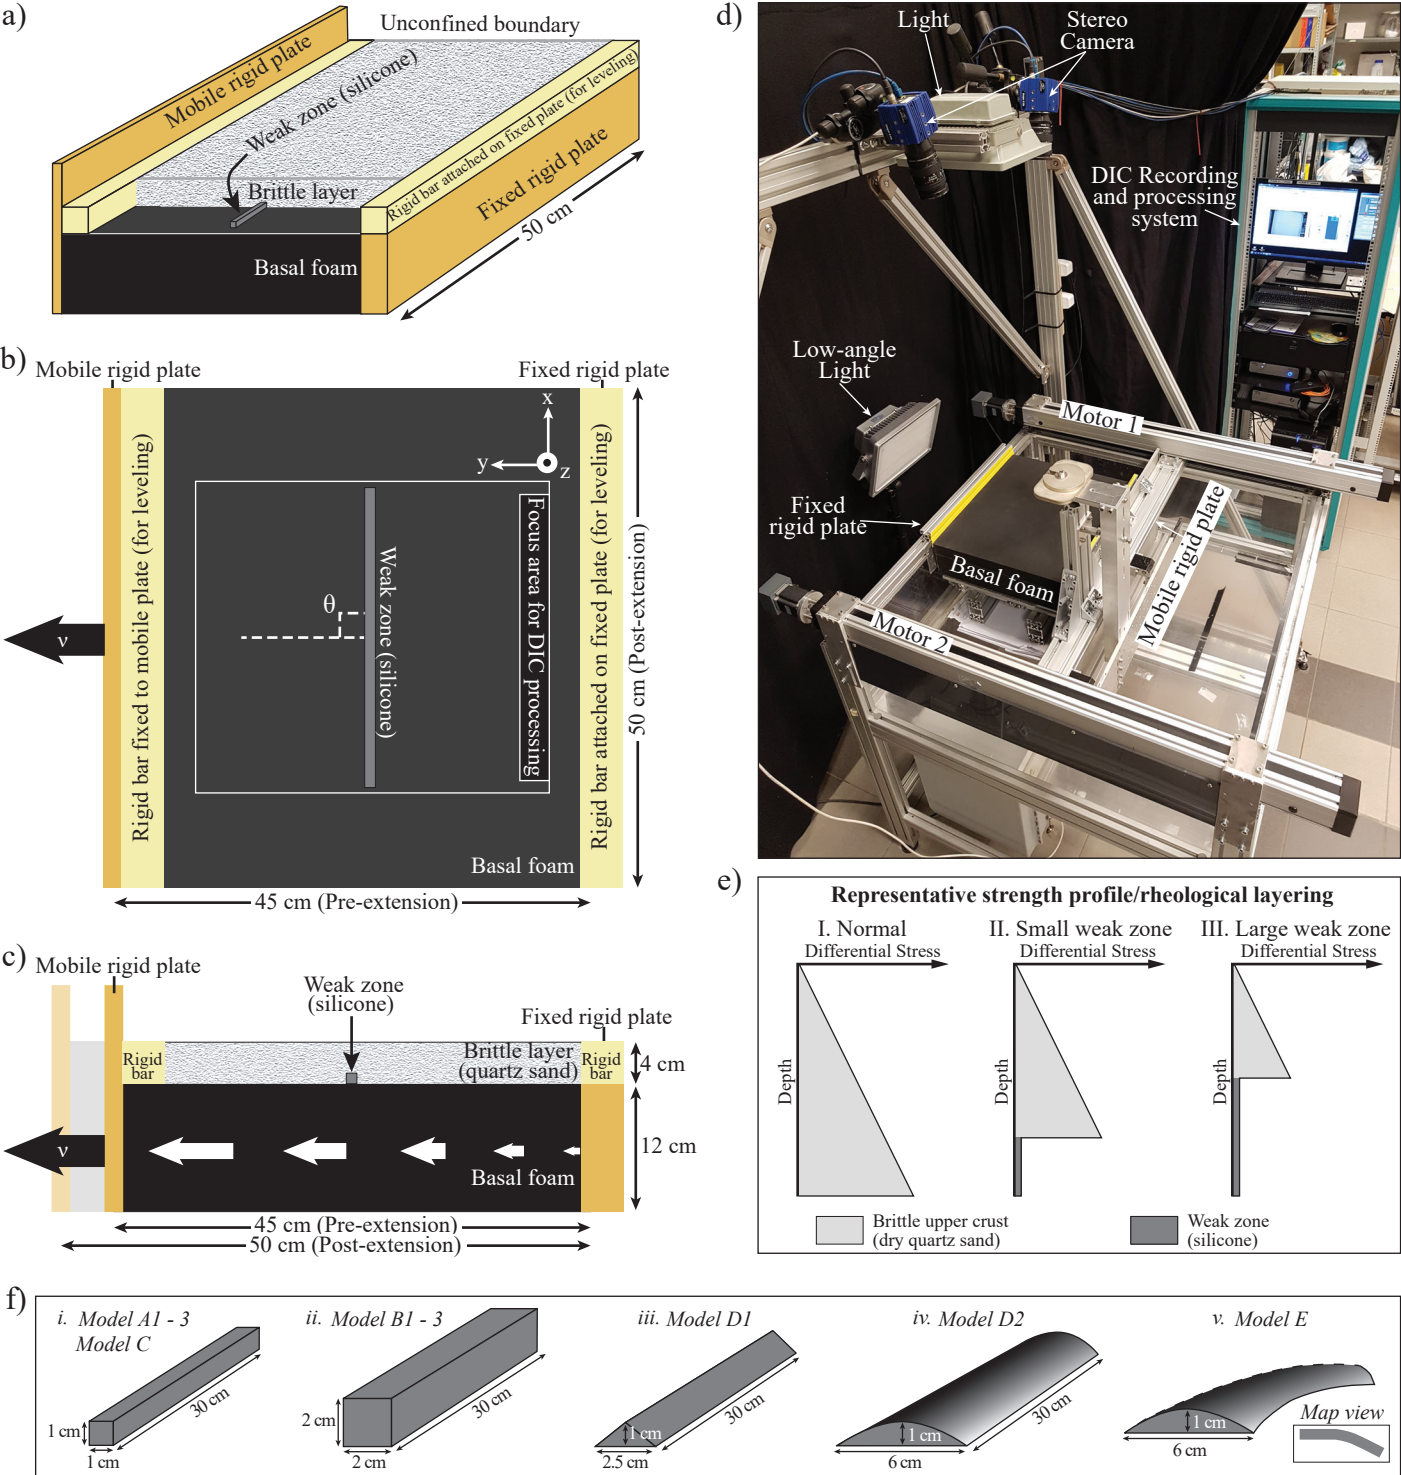 a)
Unconfined boundary
Mobile rigid plate
Weak zone (silicone)
Rigid bar attached on fixed plate (for leveling)
Brittle layer
Fixed rigid plate
50 cm
Basal foam
b)
Mobile rigid plate
Fixed rigid plate
x
y
z
Rigid bar fixed to mobile plate (for leveling)
θ
Weak zone (silicone)
Focus area for DIC processing
Rigid bar attached on fixed plate (for leveling)
50 cm (Post-extension)
v
Basal foam
45 cm (Pre-extension)
c)
Mobile rigid plate
Weak zone
(silicone)
Fixed rigid plate
Rigid
bar
Brittle layer
(quartz sand)
Rigid
bar
4 cm
v
12 cm
Basal foam
45 cm (Pre-extension)
50 cm (Post-extension)
d)
Light
Stereo
Camera
DIC Recording
and processing
system
Low-angle
Light
Motor 1
Fixed
rigid plate
Basal foam
Mobile rigid plate
Motor 2
e)
Representative strength profile/rheological layering
I. Normal
Differential Stress
Depth
II. Small weak zone
Differential Stress
Depth
III. Large weak zone
Differential Stress
Depth
Brittle upper crust
(dry quartz sand)
Weak zone
(silicone)
f)
i. Model A1 - 3
Model C
1 cm
1 cm
30 cm
ii. Model B1 - 3
2 cm
2 cm
30 cm
iii. Model D1
1 cm
2.5 cm
30 cm
iv. Model D2
1 cm
6 cm
30 cm
v. Model E
1 cm
6 cm
Map view